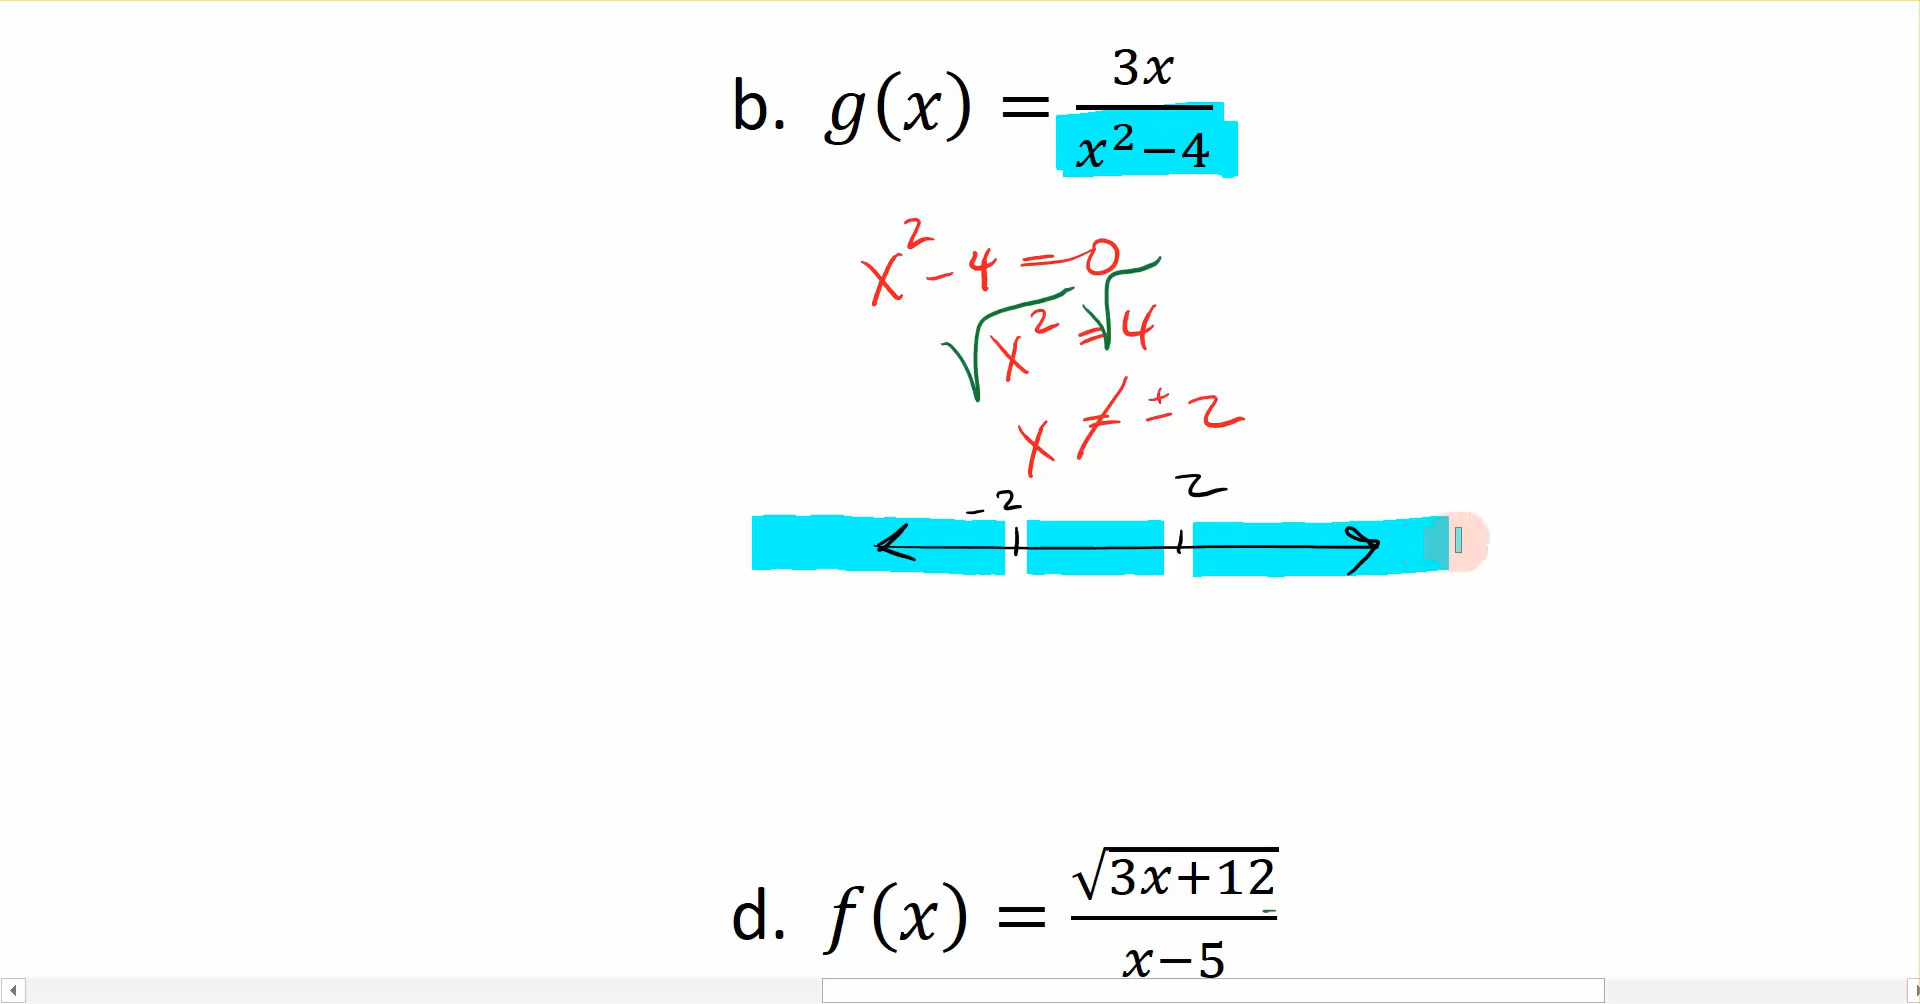 b. g(x) = 3x / x² − 4
x² - 4 = 0
√x² = √4
x ≠ ± 2
-2 2
d. f(x) = √3x+12 / x−5